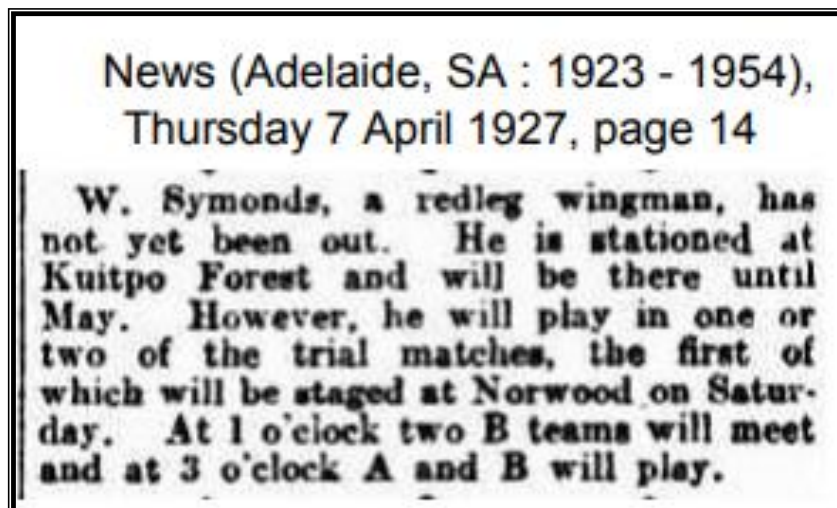 News (Adelaide, SA : 1923 - 1954),
Thursday 7 April 1927, page 14
W. Symonds, a redleg wingman, has
not yet been out. He is stationed at
Kuitpo Forest and will be there until
May. However, he will play in one or
two of the trial matches, the first of
which will be staged at Norwood on Satur-
day. At 1 o'clock two B teams will meet
and at 3 o'clock A and B will play.